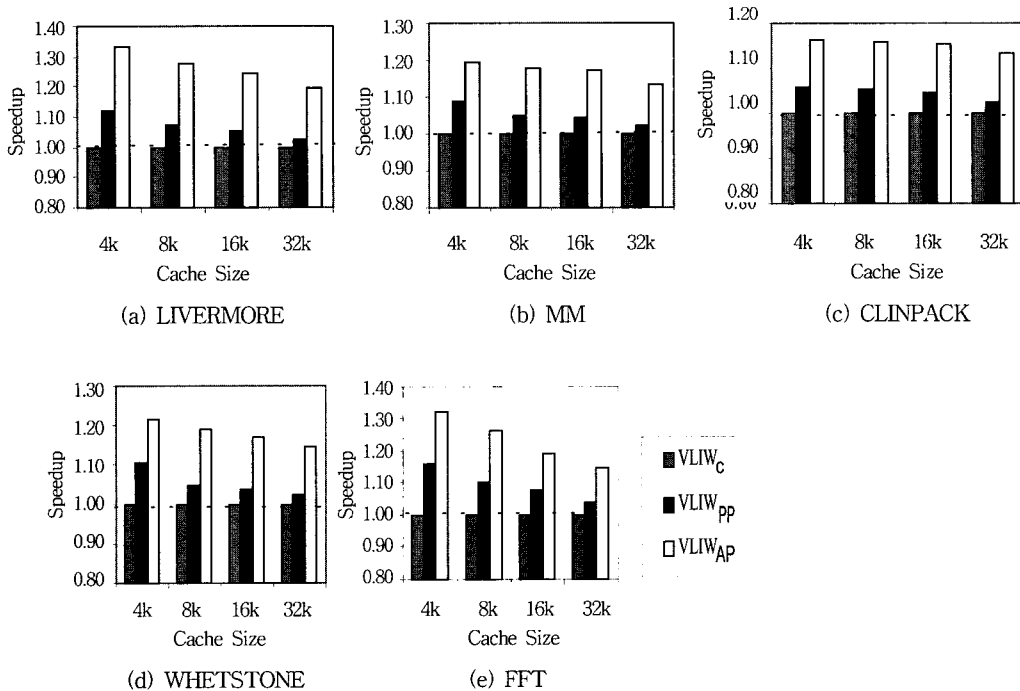 Speedup
1.40
1.30
1.20
1.10
1.00
0.90
0.80
4k 8k 16k 32k
Cache Size
(a) LIVERMORE
Speedup
1.30
1.20
1.10
1.00
0.90
0.80
4k 8k 16k 32k
Cache Size
(b) MM
Speedup
1.20
1.10
1.00
0.90
0.80
0.80
4k 8k 16k 32k
Cache Size
(c) CLINPACK
Speedup
1.30
1.20
1.10
1.00
0.90
0.80
4k 8k 16k 32k
Cache Size
(d) WHETSTONE
Speedup
1.40
1.30
1.20
1.10
1.00
0.90
0.80
4k 8k 16k 32k
Cache Size
(e) FFT
VLIWC
VLIWPP
VLIWAP